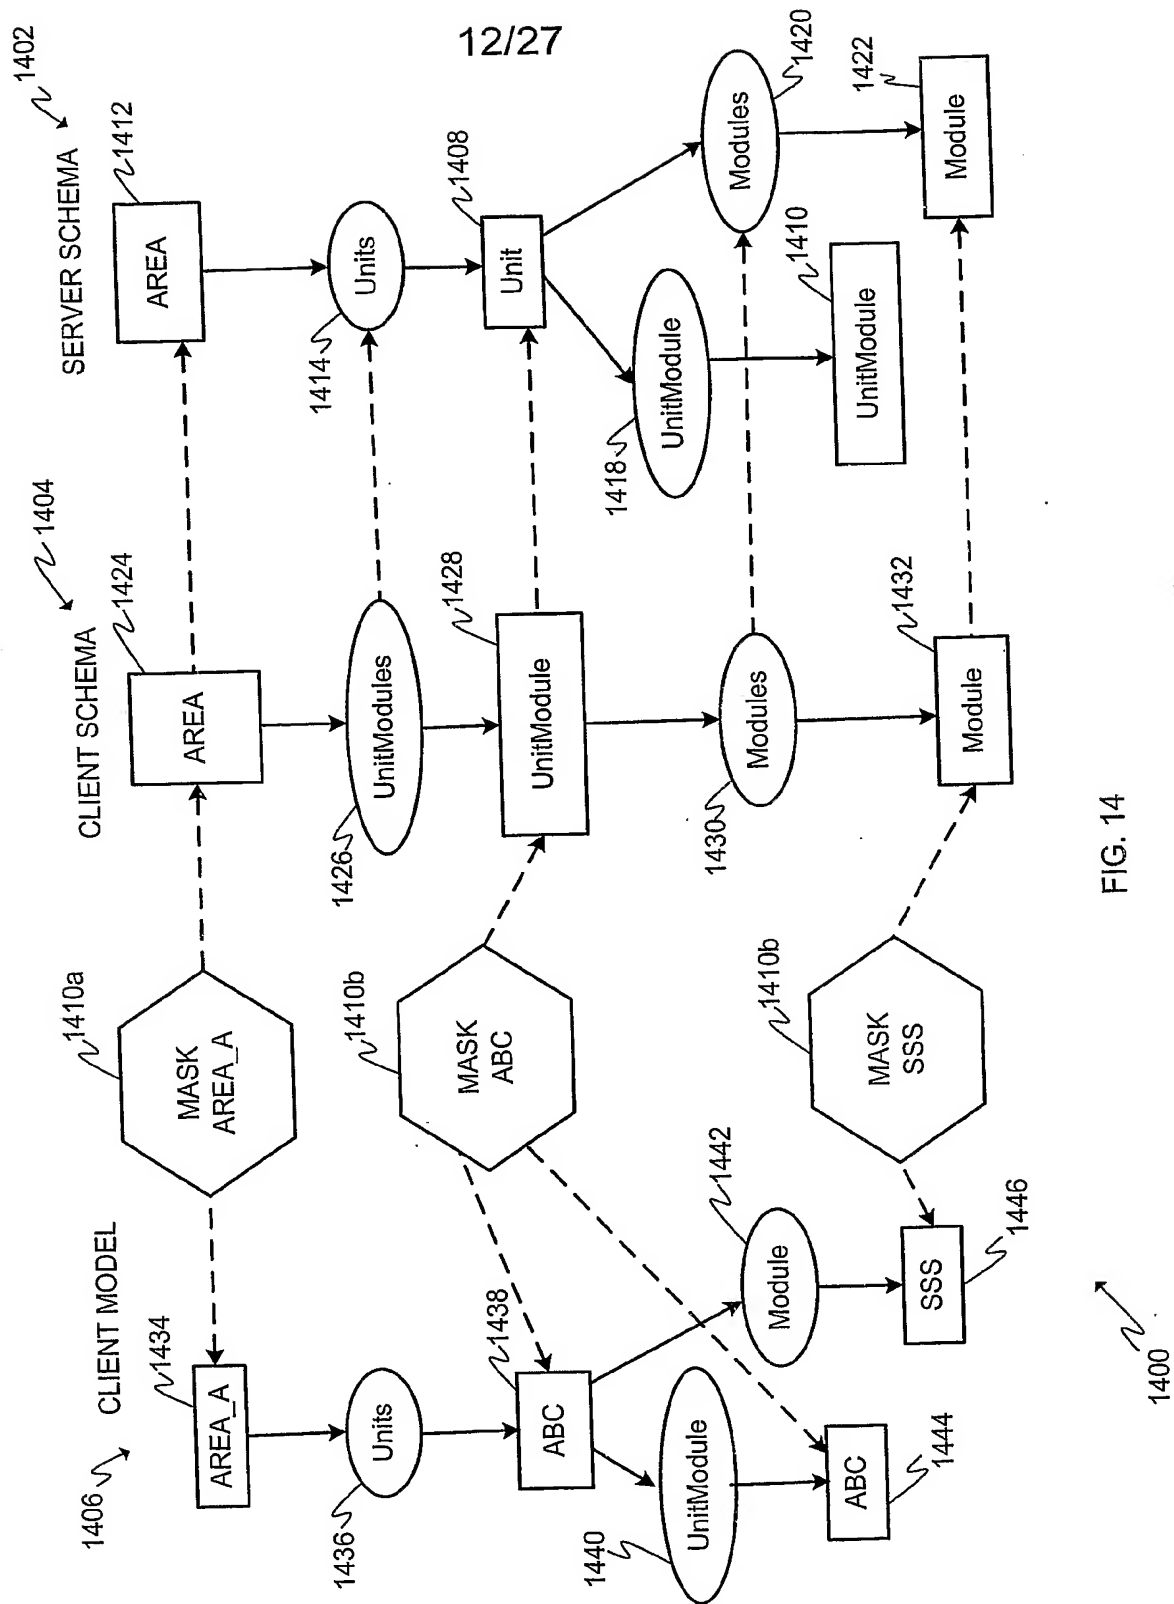 12/27
1406
CLIENT MODEL
CLIENT SCHEMA
1404
SERVER SCHEMA
1402
1434
AREA_A
1410a
MASK
AREA_A
1424
AREA
1412
AREA
1436
Units
1426
UnitModules
1414
Units
1438
ABC
1410b
MASK
ABC
1428
UnitModule
1408
Unit
1440
UnitModule
1442
Module
1430
Modules
1418
UnitModule
1420
Modules
1444
ABC
1446
SSS
1410b
MASK
SSS
1432
Module
1410
UnitModule
1422
Module
1400
FIG. 14